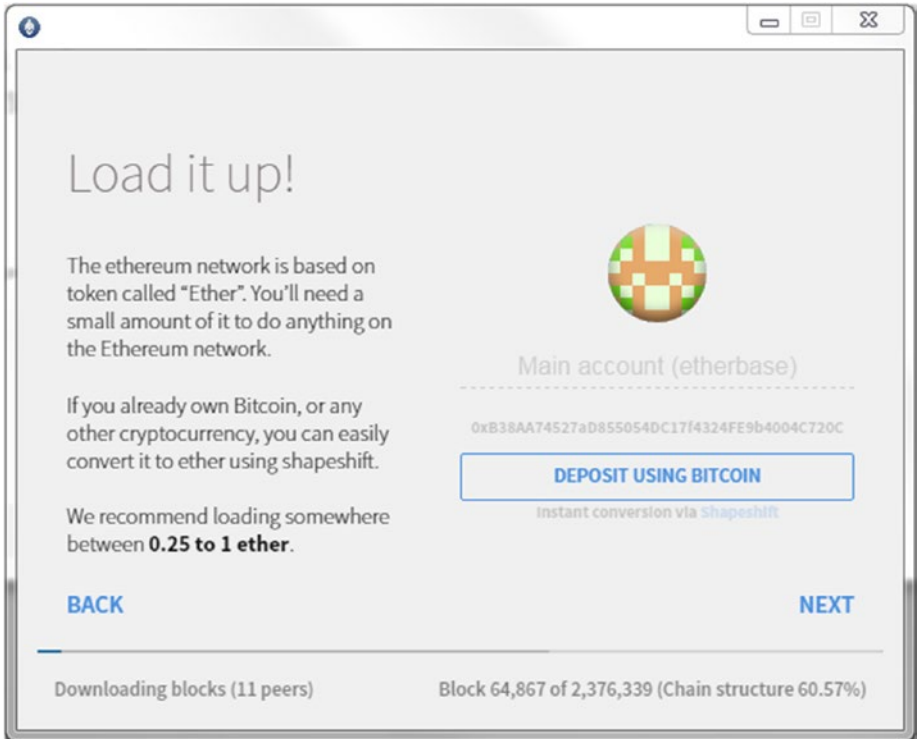 Load it up!
The ethereum network is based on
token called “Ether”. You’ll need a
small amount of it to do anything on
the Ethereum network.
If you already own Bitcoin, or any
other cryptocurrency, you can easily
convert it to ether using shapeshift.
We recommend loading somewhere
between 0.25 to 1 ether.
Main account (etherbase)
0xB38AA74527aD855054DC17f4324FE9b4004C720C
DEPOSIT USING BITCOIN
Instant conversion via Shapeshift
BACK
NEXT
Downloading blocks (11 peers)
Block 64,867 of 2,376,339 (Chain structure 60.57%)